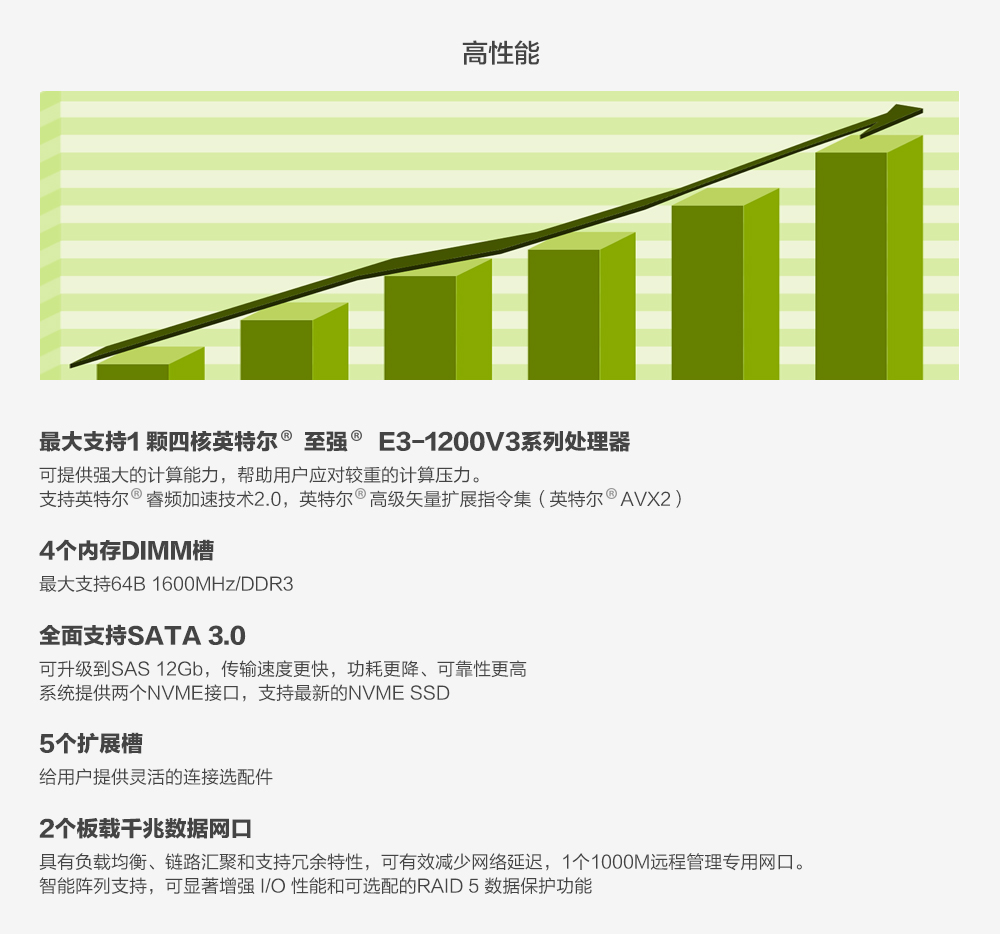 高性能
最大支持1 颗四核英特尔® 至强® E3-1200V3系列处理器
可提供强大的计算能力，帮助用户应对较重的计算压力。
支持英特尔®睿频加速技术2.0，英特尔®高级矢量扩展指令集（英特尔®AVX2）
4个内存DIMM槽
最大支持64B 1600MHz/DDR3
全面支持SATA 3.0
可升级到SAS 12Gb，传输速度更快，功耗更降、可靠性更高
系统提供两个NVME接口，支持最新的NVME SSD
5个扩展槽
给用户提供灵活的连接选配件
2个板载千兆数据网口
具有负载均衡、链路汇聚和支持冗余特性，可有效减少网络延迟，1个1000M远程管理专用网口。
智能阵列支持，可显著增强 I/O 性能和可选配的RAID 5 数据保护功能